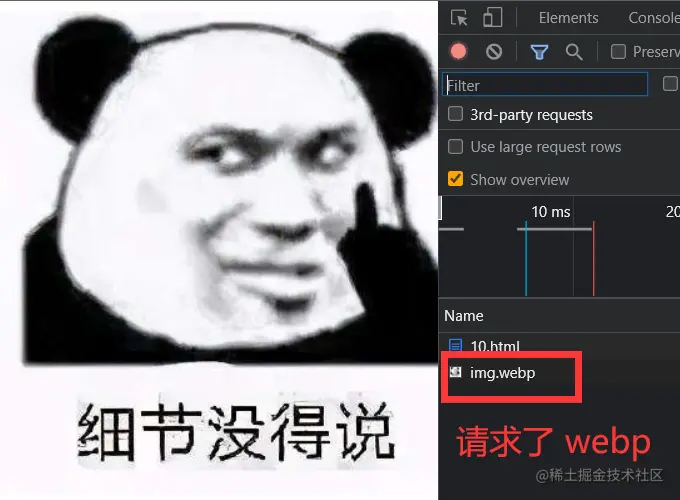 细节没得说
Elements Console
Preserv
Filter
3rd-party requests
Use large request rows
Show overview
10 ms 20
Name
10.html
img.webp
请求了 webp
@稀土掘金技术社区